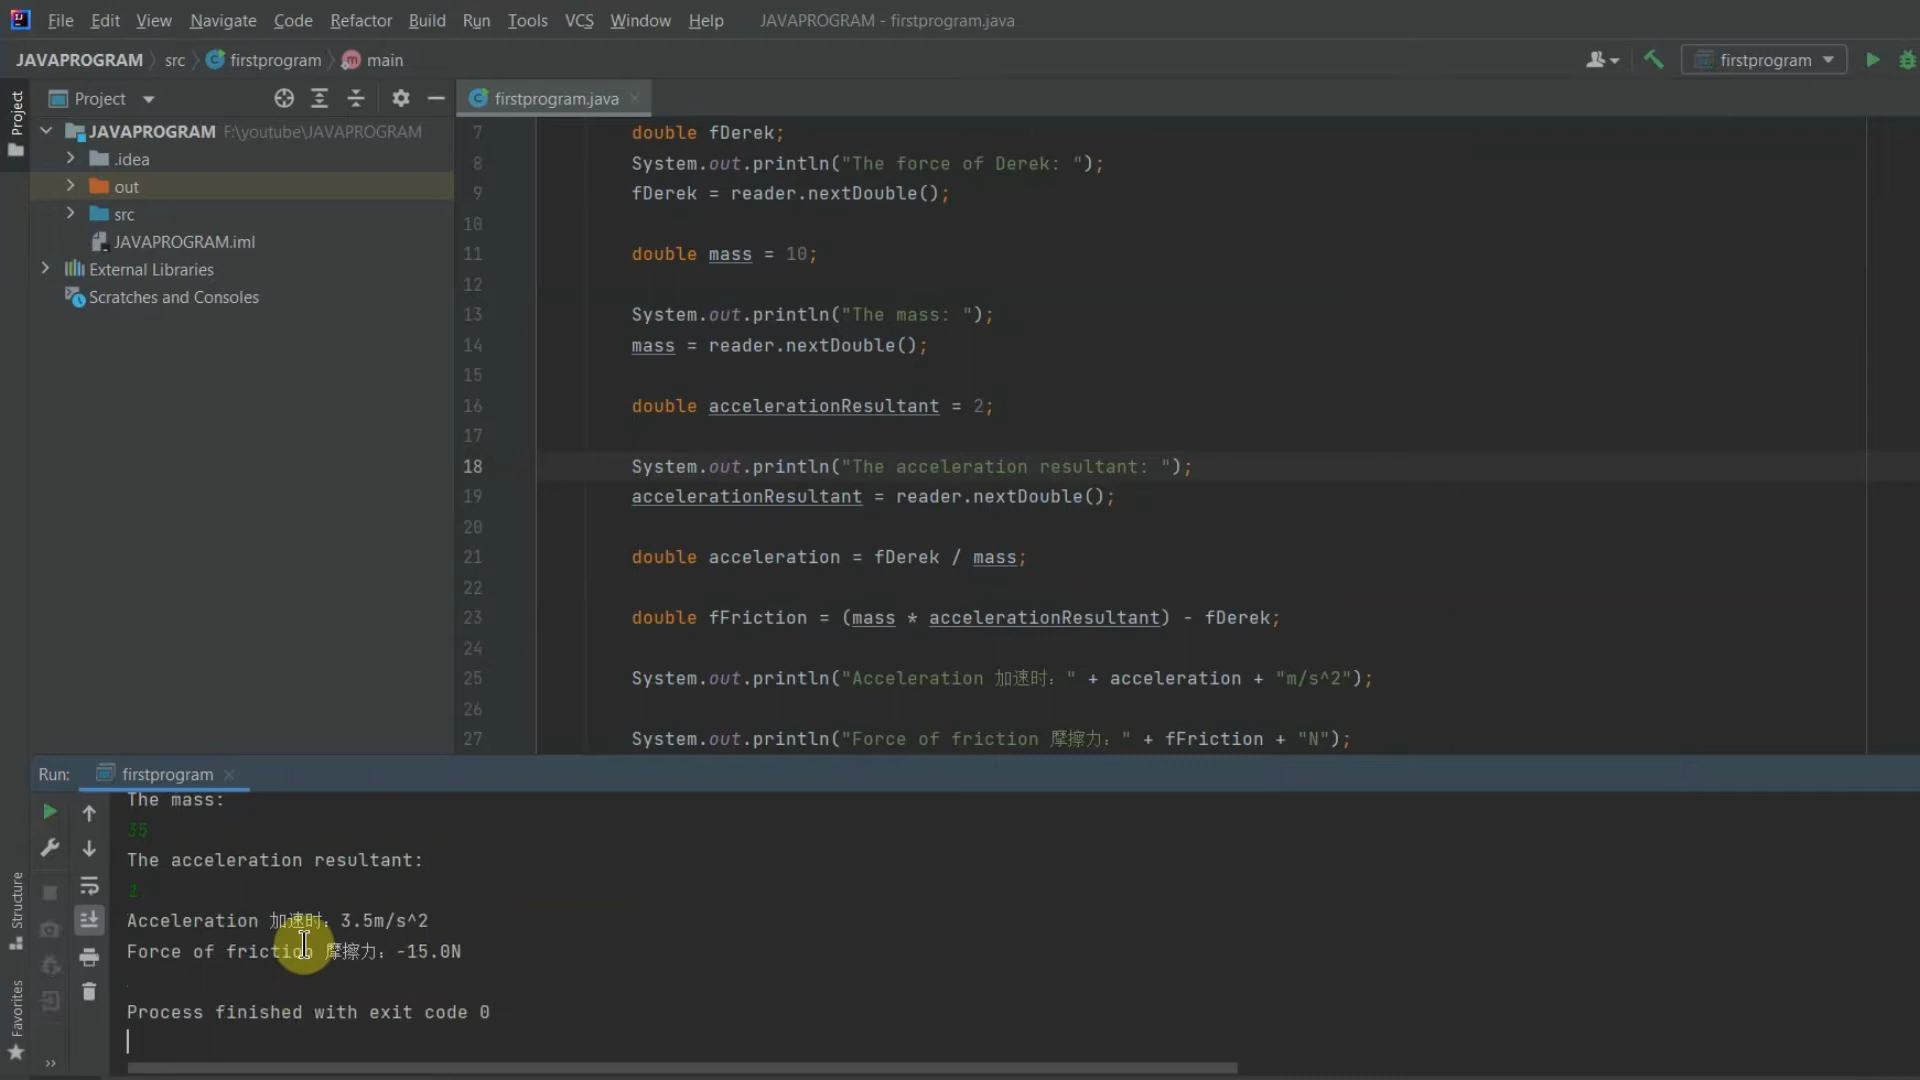 File Edit View Navigate Code Refactor Build Run Tools VCS Window Help JAVAPROGRAM - firstprogram.java
JAVAPROGRAM src firstprogram main
firstprogram
Project
Project
JAVAPROGRAM F:\youtube\JAVAPROGRAM
.idea
out
src
JAVAPROGRAM.iml
External Libraries
Scratches and Consoles
firstprogram.java
7 double fDerek;
8 System.out.println("The force of Derek: ");
9 fDerek = reader.nextDouble();
10
11 double mass = 10;
12
13 System.out.println("The mass: ");
14 mass = reader.nextDouble();
15
16 double accelerationResultant = 2;
17
18 System.out.println("The acceleration resultant: ");
19 accelerationResultant = reader.nextDouble();
20
21 double acceleration = fDerek / mass;
22
23 double fFriction = (mass * accelerationResultant) - fDerek;
24
25 System.out.println("Acceleration 加速时：" + acceleration + "m/s^2");
26
27 System.out.println("Force of friction 摩擦力：" + fFriction + "N");
Run: firstprogram
The mass:
35
The acceleration resultant:
1
Acceleration 加速时：3.5m/s^2
Force of friction 摩擦力：-15.0N
Process finished with exit code 0
Structure
Favorites